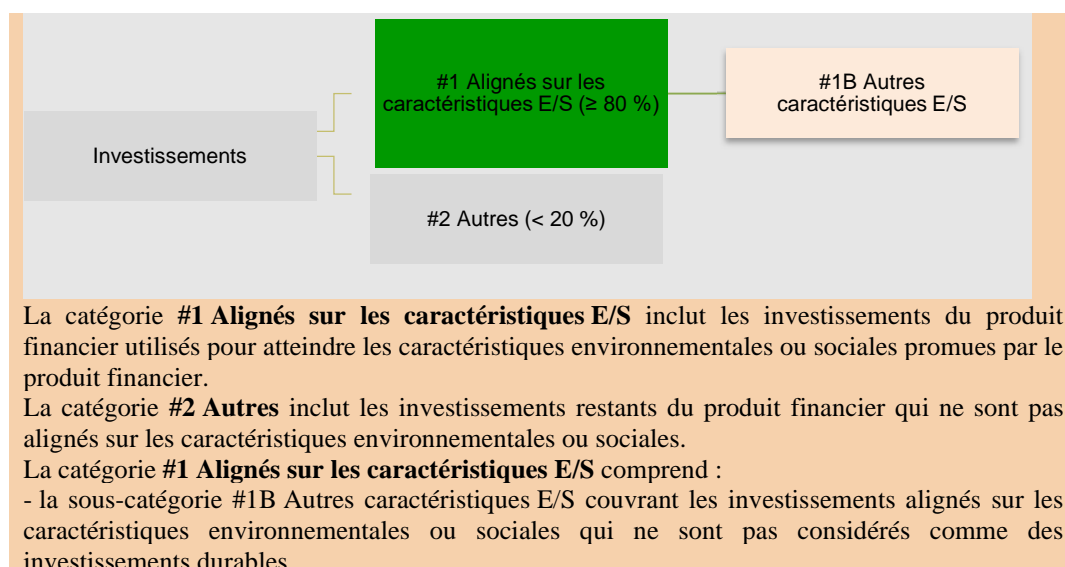 #1 Alignés sur les
caractéristiques E/S (≥ 80 %)
#1B Autres
caractéristiques E/S
Investissements
#2 Autres (< 20 %)
La catégorie #1 Alignés sur les caractéristiques E/S inclut les investissements du produit
financier utilisés pour atteindre les caractéristiques environnementales ou sociales promues par le
produit financier.
La catégorie #2 Autres inclut les investissements restants du produit financier qui ne sont pas
alignés sur les caractéristiques environnementales ou sociales.
La catégorie #1 Alignés sur les caractéristiques E/S comprend :
- la sous-catégorie #1B Autres caractéristiques E/S couvrant les investissements alignés sur les
caractéristiques environnementales ou sociales qui ne sont pas considérés comme des
investissements durables